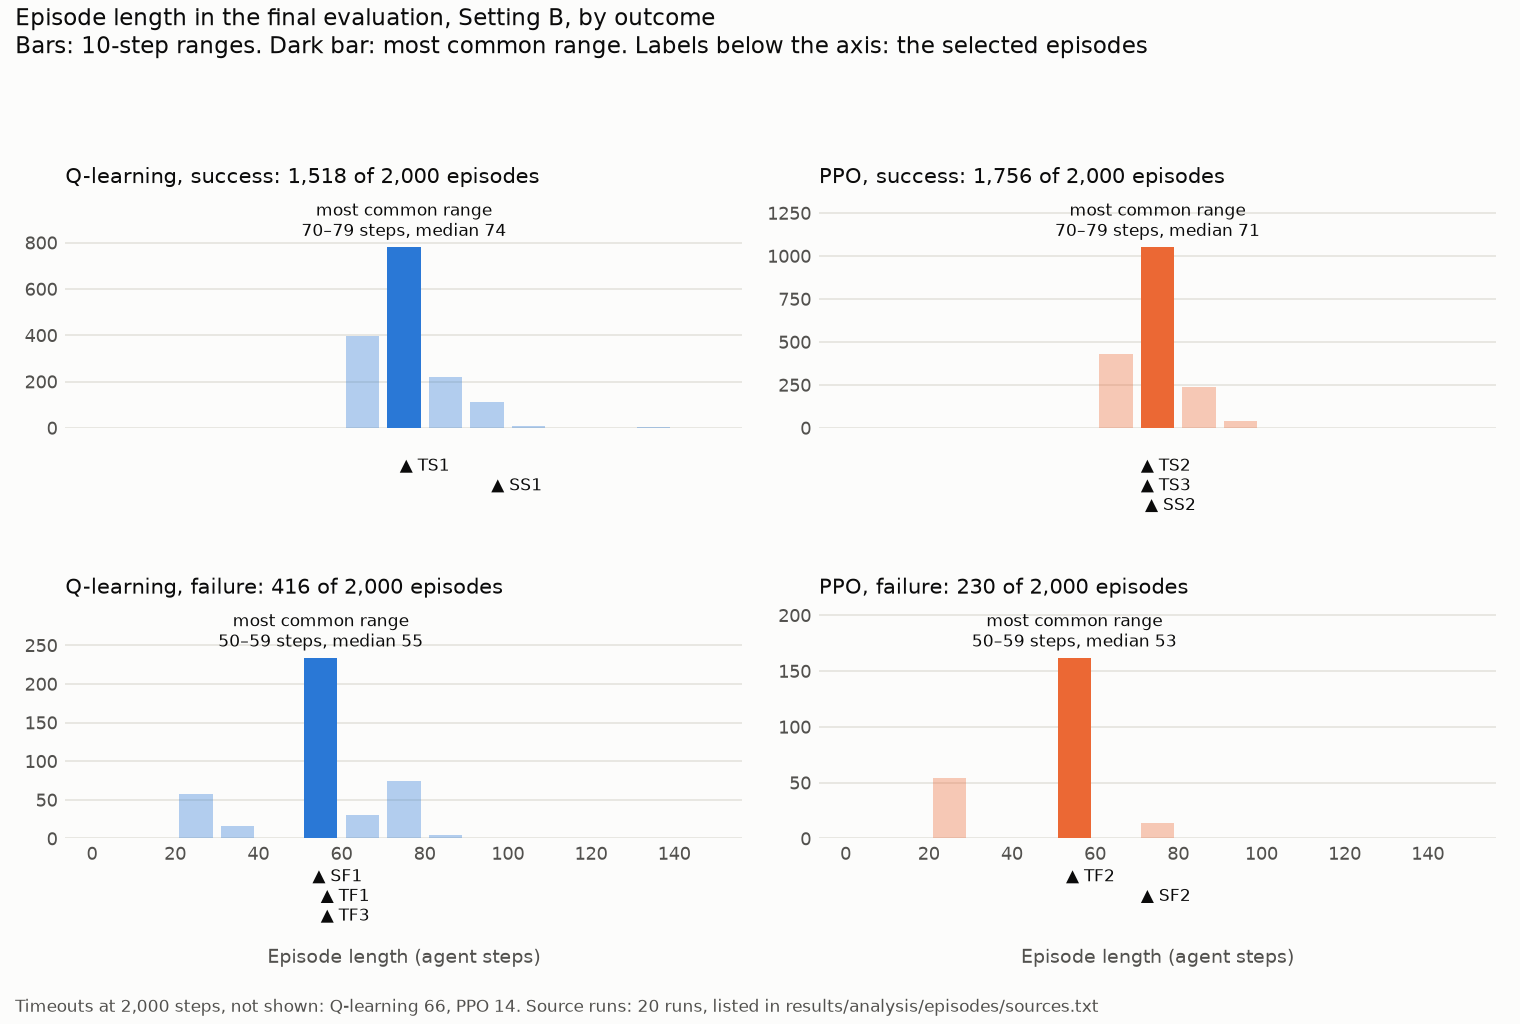 Episode length in the final evaluation, Setting B, by outcome
Bars: 10-step ranges. Dark bar: most common range. Labels below the axis: the selected episodes
Q-learning, success: 1,518 of 2,000 episodes
most common range
70–79 steps, median 74
800
600
400
200
0
▲ TS1
▲ SS1
PPO, success: 1,756 of 2,000 episodes
most common range
70–79 steps, median 71
1250
1000
750
500
250
0
▲ TS2
▲ TS3
▲ SS2
Q-learning, failure: 416 of 2,000 episodes
most common range
50–59 steps, median 55
250
200
150
100
50
0
0 20 40 60 80 100 120 140
▲ SF1
▲ TF1
▲ TF3
Episode length (agent steps)
PPO, failure: 230 of 2,000 episodes
most common range
50–59 steps, median 53
200
150
100
50
0
0 20 40 60 80 100 120 140
▲ TF2
▲ SF2
Episode length (agent steps)
Timeouts at 2,000 steps, not shown: Q-learning 66, PPO 14. Source runs: 20 runs, listed in results/analysis/episodes/sources.txt